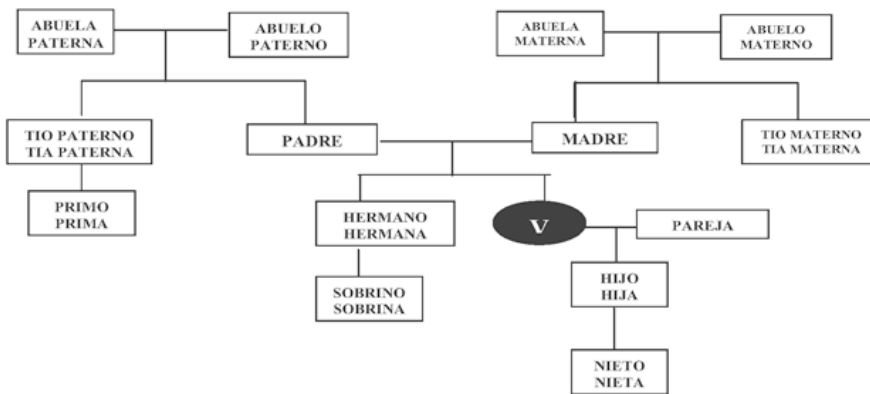 ABUELA
PATERNA
ABUELO
PATERNO
ABUELA
MATERNA
ABUELO
MATERNO
TIO PATERNO
TIA PATERNA
PADRE
MADRE
TIO MATERNO
TIA MATERNA
PRIMO
PRIMA
HERMANO
HERMANA
V
PAREJA
SOBRINO
SOBRINA
HIJO
HIJA
NIETO
NIETA